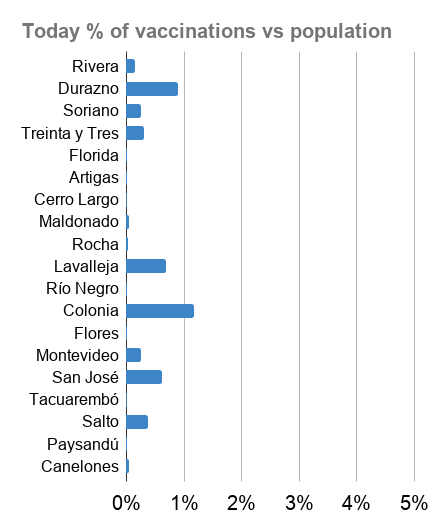 Today % of vaccinations vs population
Rivera
Durazno
Soriano
Treinta y Tres
Florida
Artigas
Cerro Largo
Maldonado
Rocha
Lavalleja
Río Negro
Colonia
Flores
Montevideo
San José
Tacuarembó
Salto
Paysandú
Canelones
0% 1% 2% 3% 4% 5%